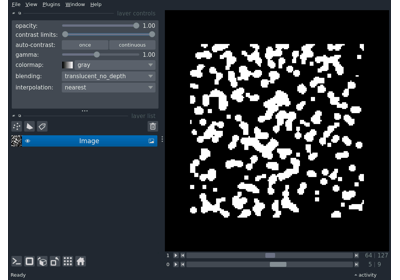 File View Plugins Window Help
layer controls
opacity: 1.00
contrast limits:
auto-contrast: once continuous
gamma: 1.00
colormap: gray
blending: translucent_no_depth
interpolation: nearest
layer list
Image
1 64 127
0 5 9
Ready activity